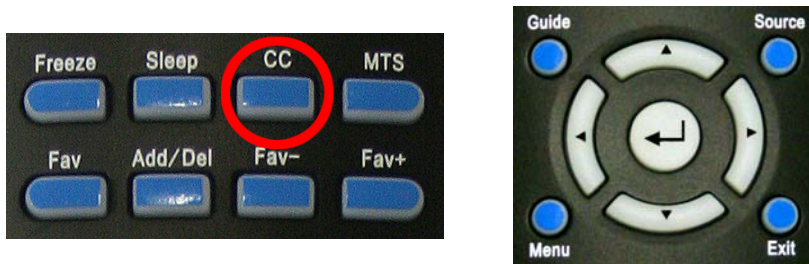 Freeze Sleep CC MTS
Fav Add/Del Fav- Fav+
Guide Source
Menu Exit